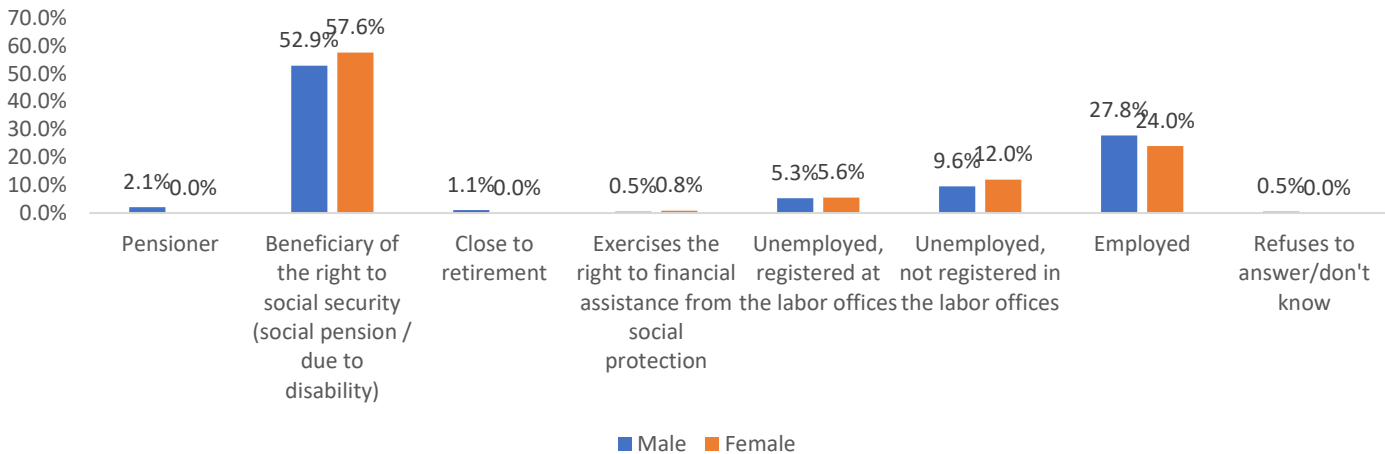 70.0%
60.0%
50.0%
40.0%
30.0%
20.0%
10.0%
0.0%
2.1% 0.0%
52.9% 57.6%
1.1% 0.0%
0.5% 0.8%
5.3% 5.6%
9.6% 12.0%
27.8% 24.0%
0.5% 0.0%
Pensioner
Beneficiary of
the right to
social security
(social pension /
due to
disability)
Close to
retirement
Exercises the
right to financial
assistance from
social
protection
Unemployed,
registered at
the labor offices
Unemployed,
not registered in
the labor offices
Employed
Refuses to
answer/don't
know
Male Female